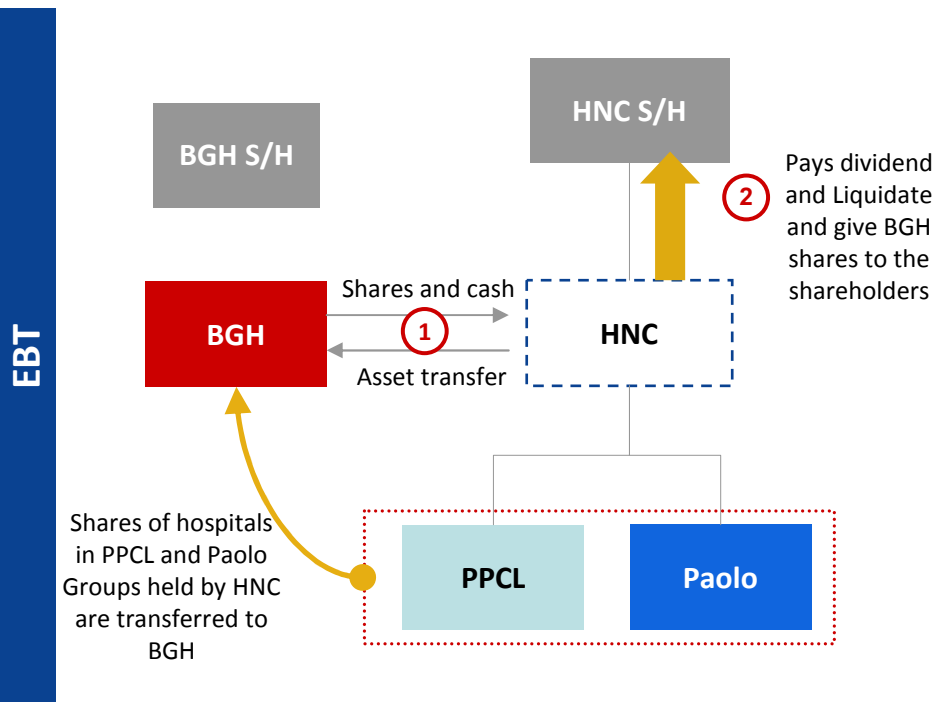 EBT
BGH S/H
HNC S/H
2
Pays dividend
and Liquidate
and give BGH
shares to the
shareholders
BGH
Shares and cash
1
Asset transfer
HNC
Shares of hospitals
in PPCL and Paolo
Groups held by HNC
are transferred to
BGH
PPCL
Paolo